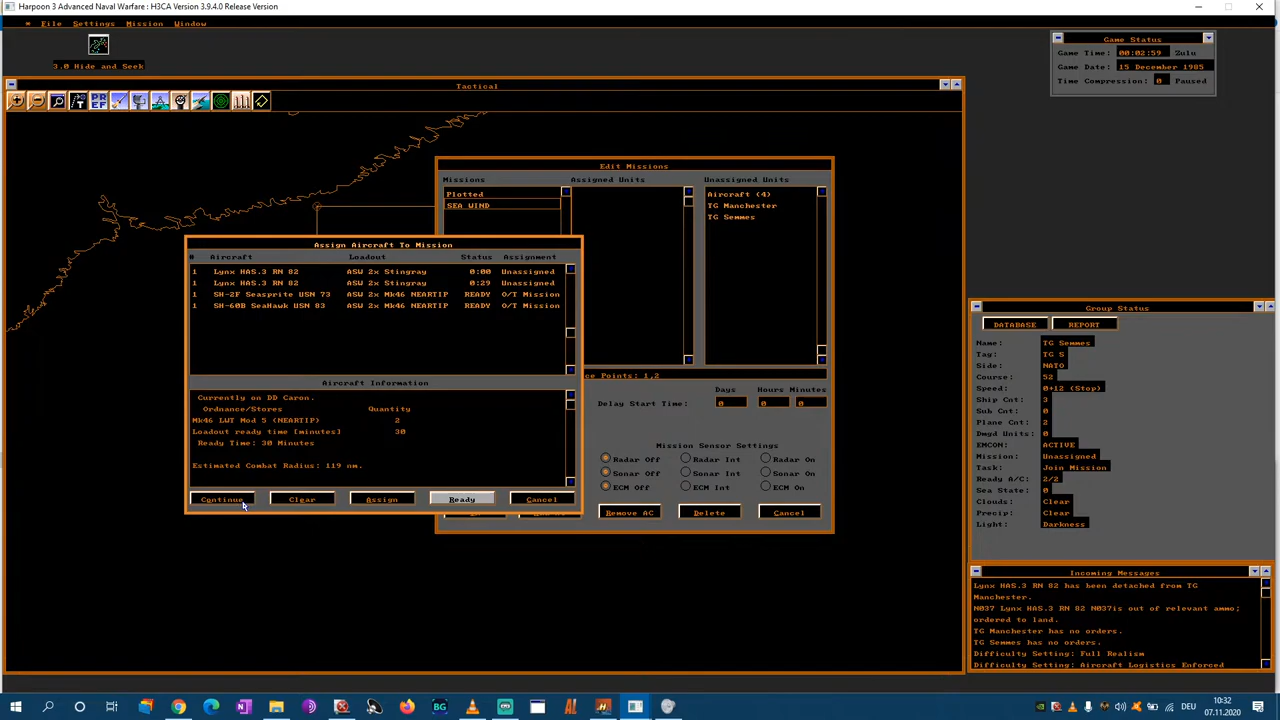 Harpoon 3 Advanced Naval Warfare : H3CA Version 3.9.4.0 Release Version
File Settings Mission Window
3.0 Hide and Seek
Game Status
Game Time: 00:02:59 Zulu
Game Date: 15 December 1985
Time Compression: 0 Paused
Tactical
PREF
Edit Missions
Missions Assigned Units Unassigned Units
Plotted
SEA WIND
Aircraft (4)
TG Manchester
TG Semmes
Assign Aircraft To Mission
# Aircraft Loadout Status Assignment
1 Lynx HAS.3 RN 82 ASW 2x Stingray 0:00 Unassigned
1 Lynx HAS.3 RN 82 ASW 2x Stingray 0:29 Unassigned
1 SH-2F Seasprite USN 73 ASW 2x Mk46 NEARTIP READY O/T Mission
1 SH-60B SeaHawk USN 83 ASW 2x Mk46 NEARTIP READY O/T Mission
Aircraft Information
Currently on DD Caron.
Ordnance/Stores Quantity
Mk46 LWT Mod 5 (NEARTIP) 2
Loadout ready time [minutes] 30
Ready Time: 30 Minutes
Estimated Combat Radius: 119 nm.
Continue Clear Assign Ready Cancel
ce Points: 1,2
Days Hours Minutes
Delay Start Time: 0 0 0
Mission Sensor Settings
Radar Off Radar Int Radar On
Sonar Off Sonar Int Sonar On
ECM Off ECM Int ECM On
Remove AC Delete Cancel
Group Status
DATABASE REPORT
Name: TG Semmes
Tag: TG S
Side: NATO
Course: 52
Speed: 0+12 (Stop)
Ship Cnt: 3
Sub Cnt: 0
Plane Cnt: 2
Dmgd Units: 0
EMCON: ACTIVE
Mission: Unassigned
Task: Join Mission
Ready A/C: 2/2
Sea State: 0
Clouds: Clear
Precip: Clear
Light: Darkness
Incoming Messages
Lynx HAS.3 RN 82 has been detached from TG
Manchester.
N037 Lynx HAS.3 RN 82 N037is out of relevant ammo;
ordered to land.
TG Manchester has no orders.
TG Semmes has no orders.
Difficulty Setting: Full Realism
Difficulty Setting: Aircraft Logistics Enforced
BG
DEU
10:32
07.11.2020